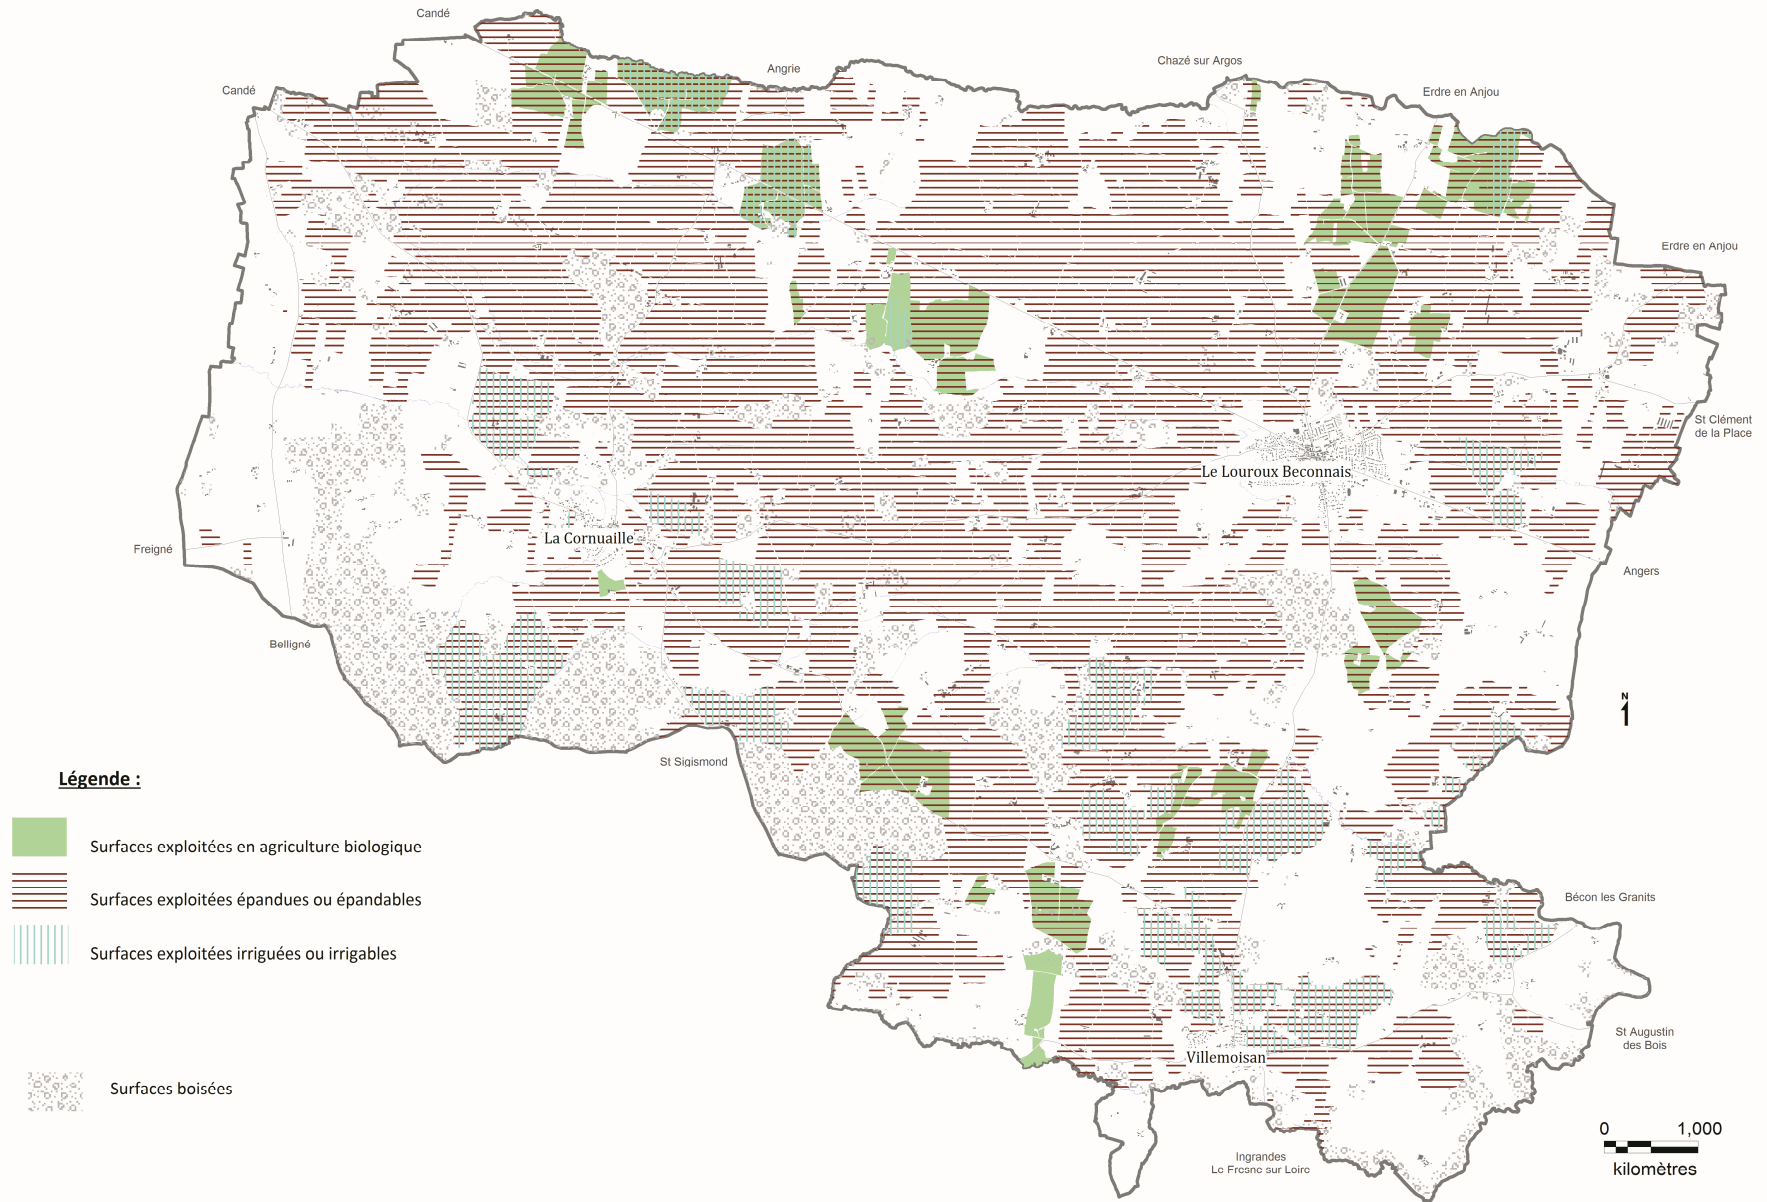 Candé
Chazé sur Argos
Angrie
Candé
Erdre en Anjou
Erdre en Anjou
St Clément
de la Place
Le Louroux Beconnais
La Cornuaille
Freigné
Angers
Belligné
N
St Sigismond
Légende :
Surfaces exploitées en agriculture biologique
Surfaces exploitées épandues ou épandables
Bécon les Granits
Surfaces exploitées irriguées ou irrigables
St Augustin
des Bois
Villemoisan
Surfaces boisées
0 1,000
kilomètres
Ingrandes
Le Fresne sur Loire